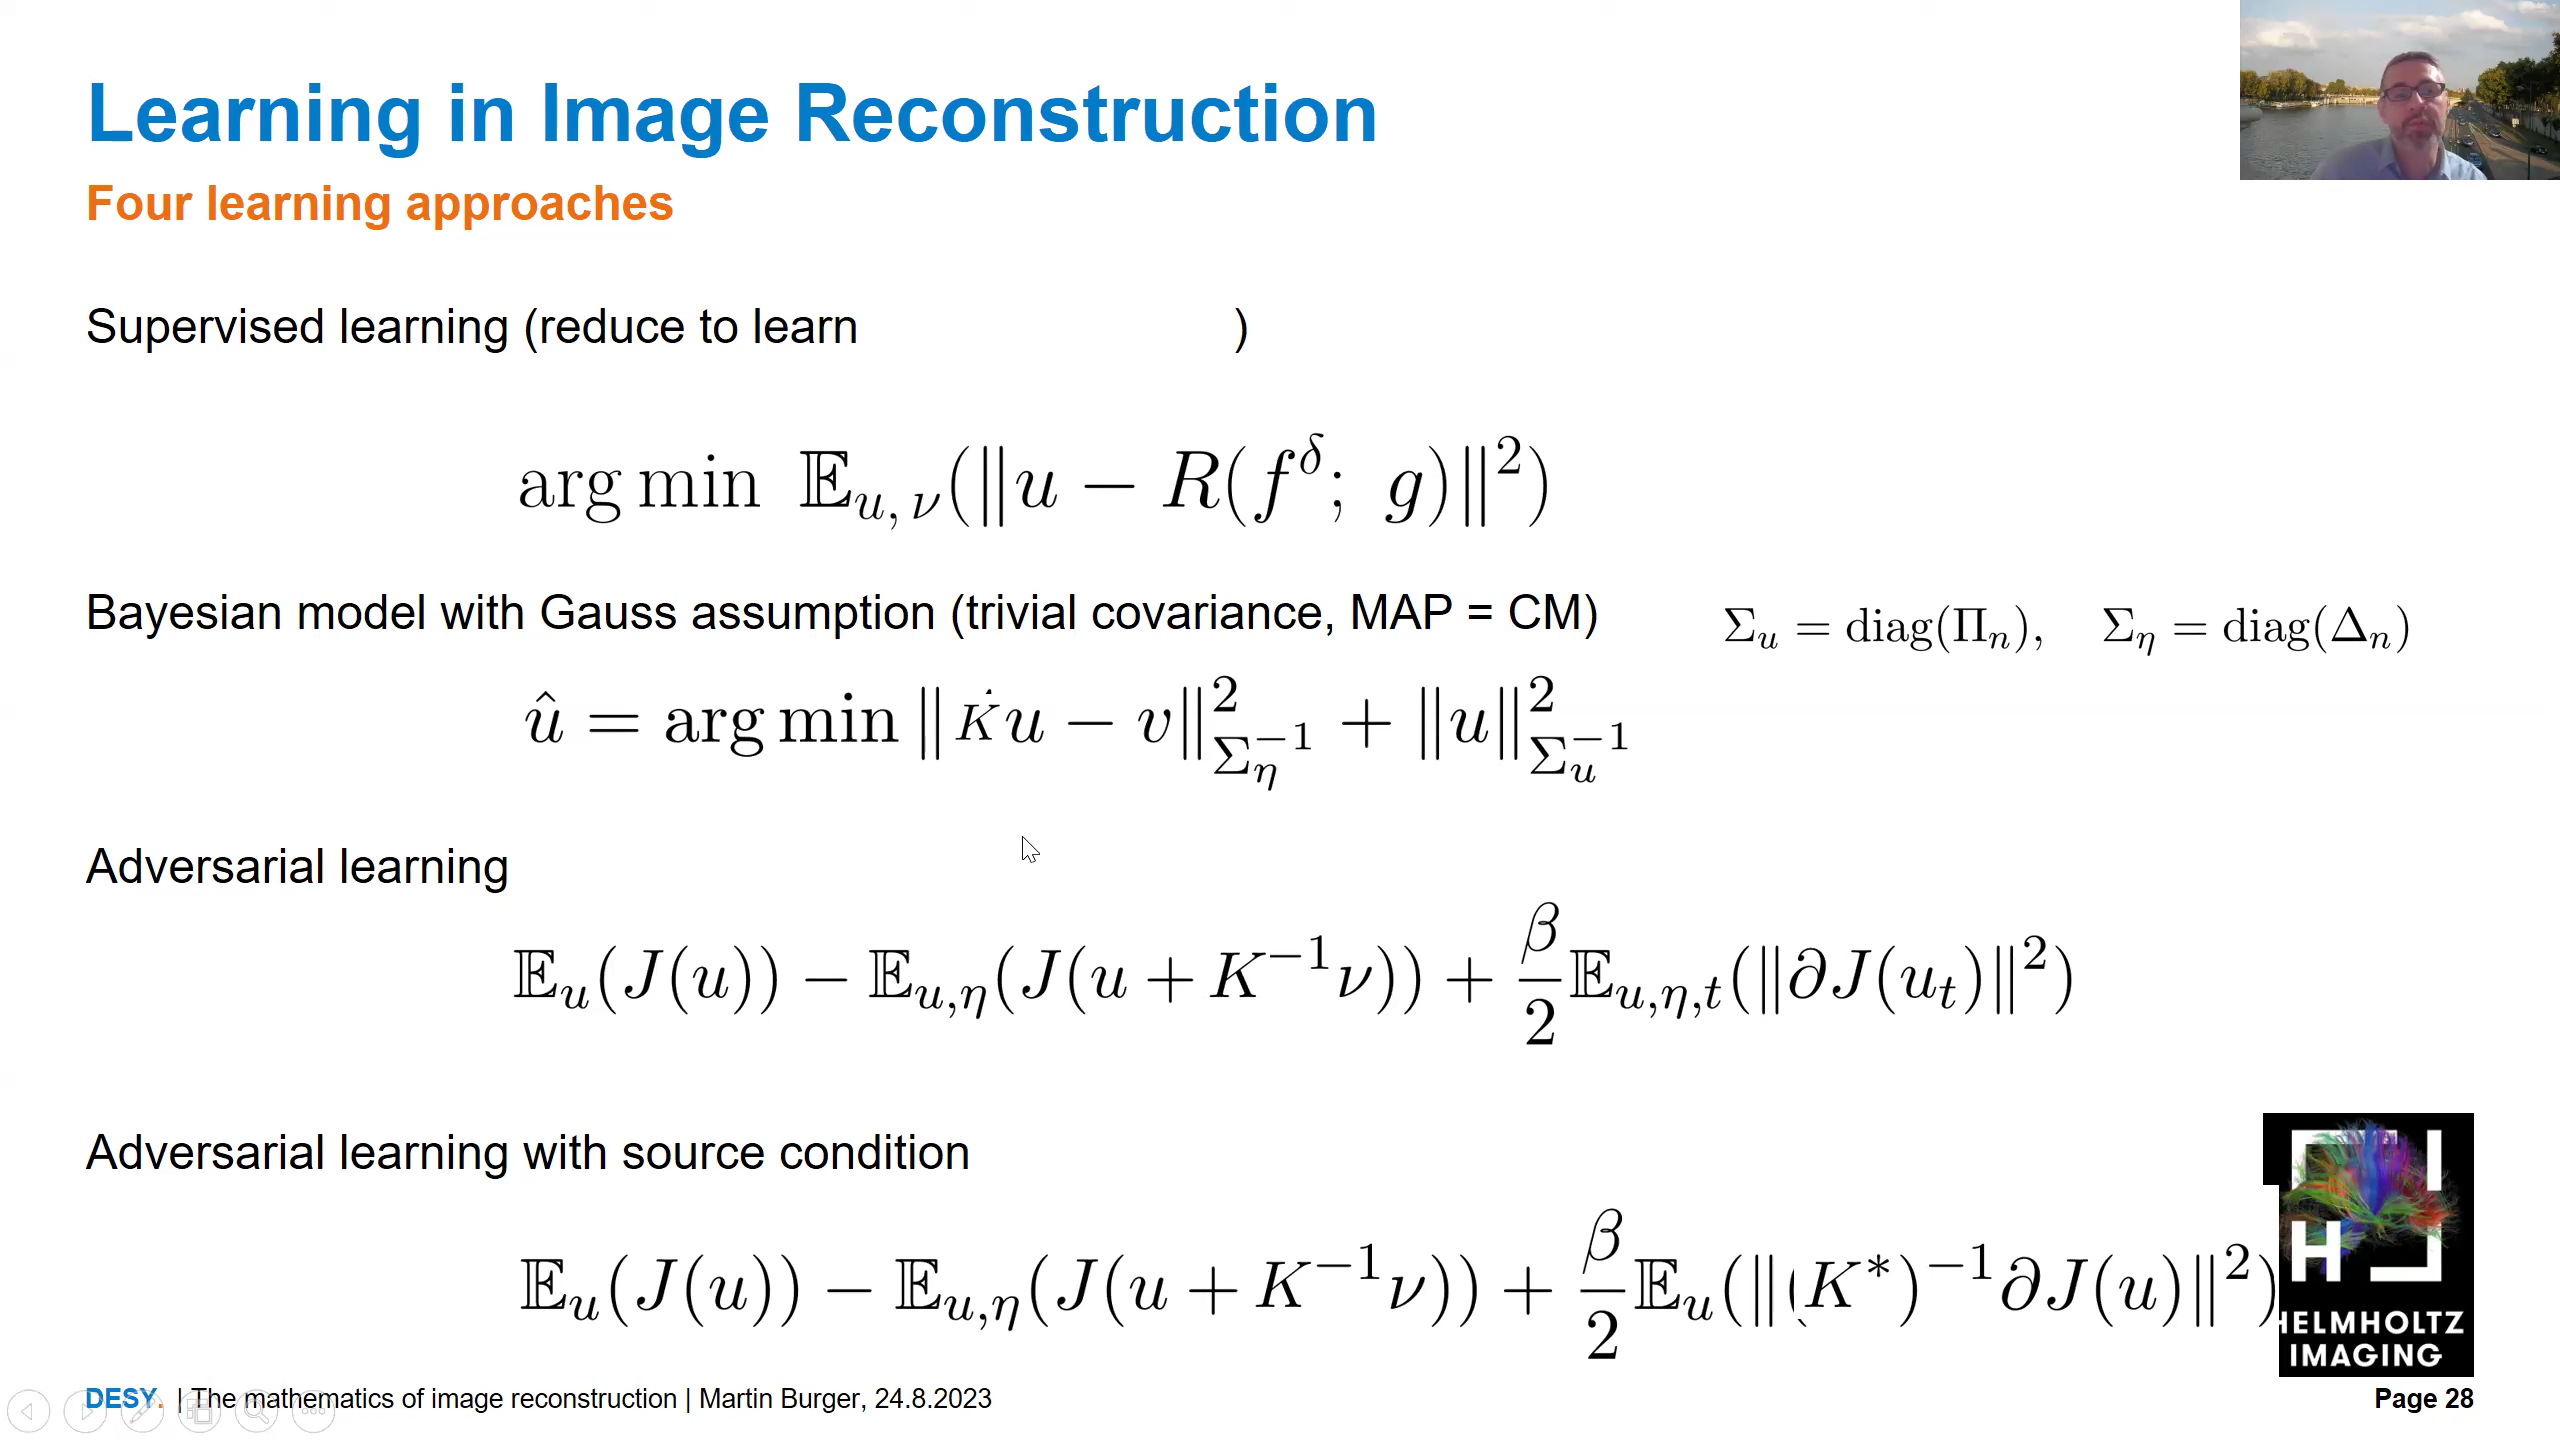 Learning in Image Reconstruction
Four learning approaches
Supervised learning (reduce to learn )
arg min 𝔼_{u, ν}(‖u − R(f^δ; g)‖²)
Bayesian model with Gauss assumption (trivial covariance, MAP = CM) Σ_u = diag(Π_n), Σ_η = diag(Δ_n)
û = arg min ‖Ku − v‖²_{Σ_η^{−1}} + ‖u‖²_{Σ_u^{−1}}
Adversarial learning
𝔼_u(J(u)) − 𝔼_{u,η}(J(u + K^{−1}ν)) + β/2 𝔼_{u,η,t}(‖∂J(u_t)‖²)
Adversarial learning with source condition
𝔼_u(J(u)) − 𝔼_{u,η}(J(u + K^{−1}ν)) + β/2 𝔼_u(‖(K*)^{−1}∂J(u)‖²)
HELMHOLTZ
IMAGING
DESY. | The mathematics of image reconstruction | Martin Burger, 24.8.2023
Page 28